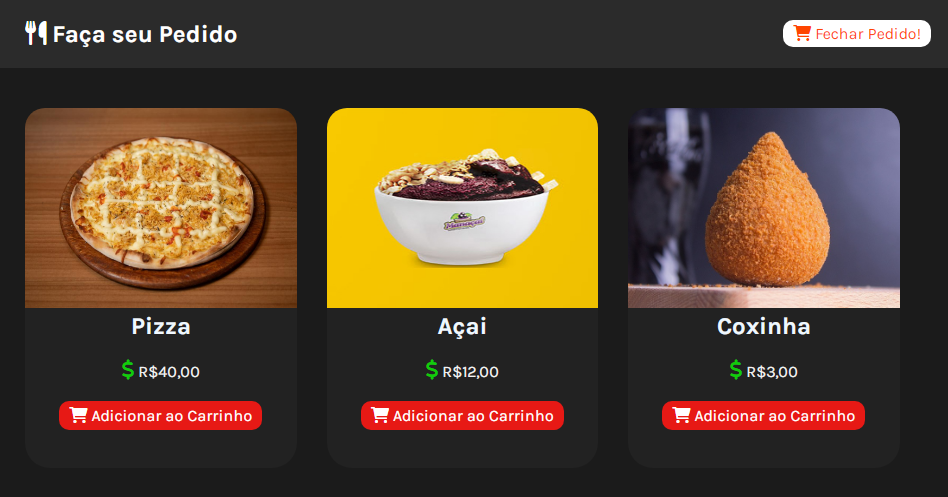 Faça seu Pedido
Fechar Pedido!
Pizza
Açai
Coxinha
$ R$40,00
$ R$12,00
$ R$3,00
Adicionar ao Carrinho
Adicionar ao Carrinho
Adicionar ao Carrinho